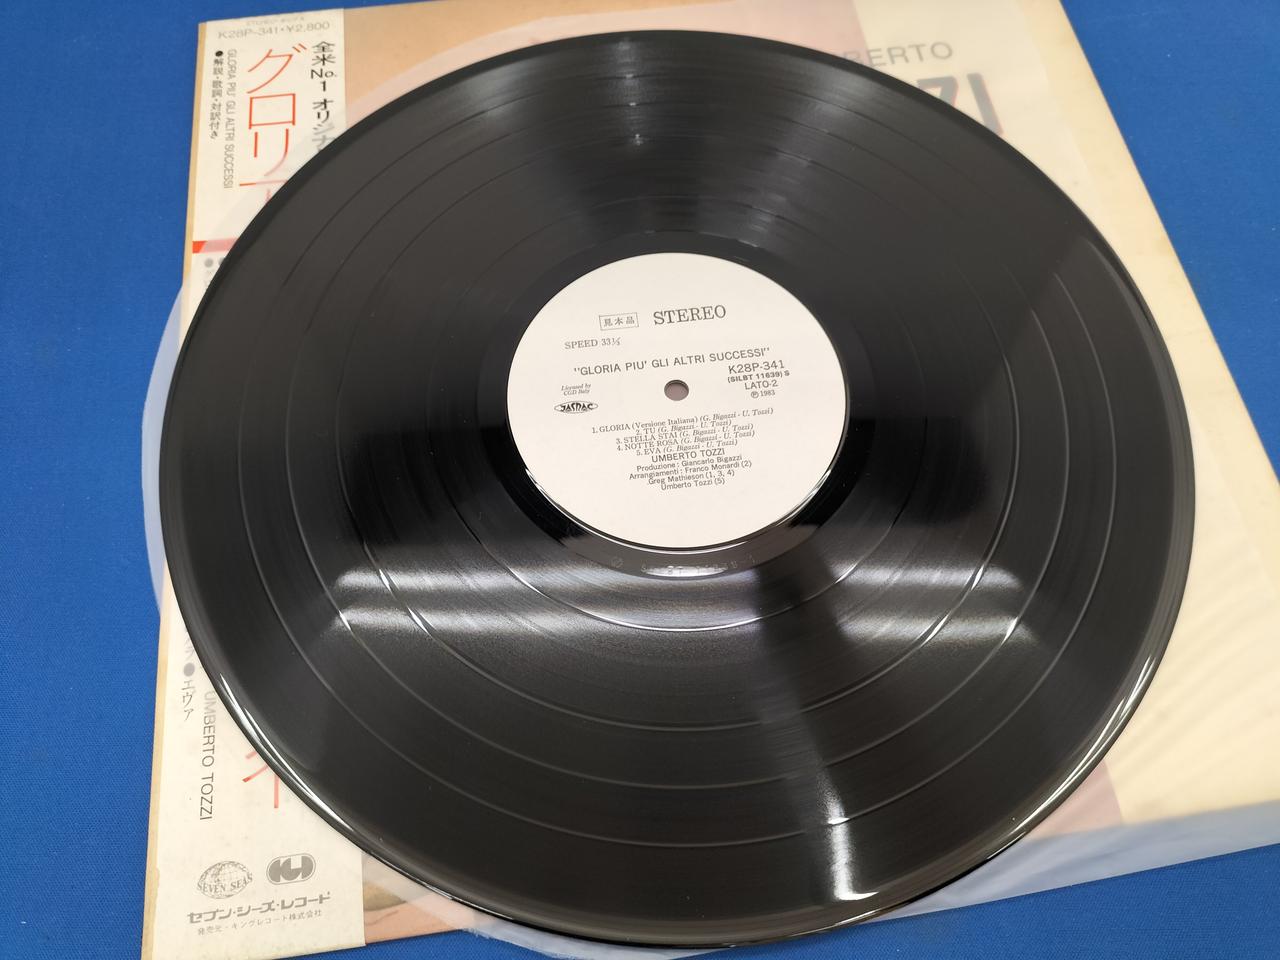 K28P-341・¥2,800
全米No.1 オリジナ
グロリア
GLORIA PIU' GLI ALTRI SUCCESSI
●解説・歌詞・対訳付き
●エヴァ
UMBERTO TOZZI
SEVEN SEAS
セブン・シーズ・レコード
発売元・キングレコード株式会社
BERTO
ZZI
見本品 STEREO
SPEED 33⅓
"GLORIA PIU' GLI ALTRI SUCCESSI"
Licensed by
CGD Italy
JASRAC
K28P-341
(SILBT 11639) S
LATO-2
Ⓟ1983
1. GLORIA (Versione Italiana) (G. Bigazzi - U. Tozzi)
2. TU (G. Bigazzi - U. Tozzi)
3. STELLA STAI (G. Bigazzi - U. Tozzi)
4. NOTTE ROSA (G. Bigazzi - U. Tozzi)
5. EVA (G. Bigazzi - U. Tozzi)
UMBERTO TOZZI
Produzione: Giancarlo Bigazzi
Arrangiamenti: Franco Monardi (2)
Greg Mathieson (1, 3, 4)
Umberto Tozzi (5)